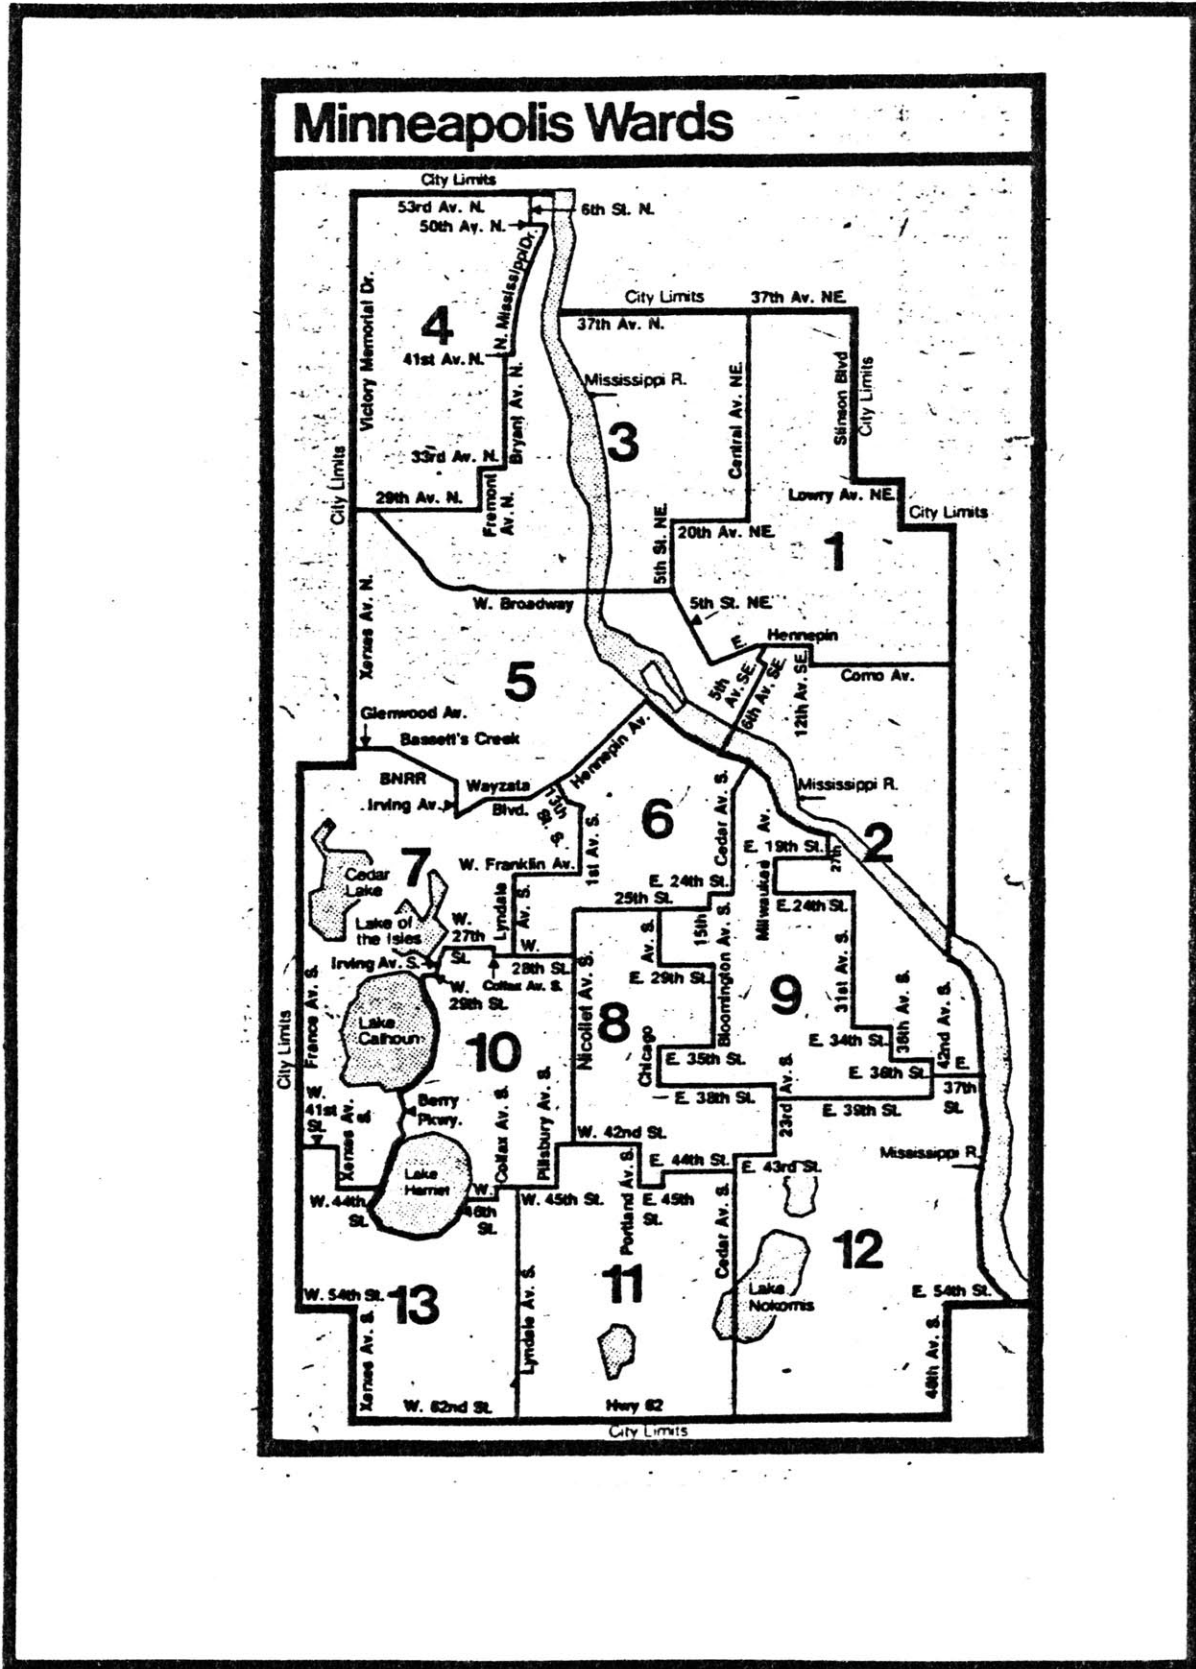 Minneapolis Wards
City Limits
53rd Av. N.
6th St. N.
50th Av. N.
N. Mississippi Dr.
Victory Memorial Dr.
City Limits
37th Av. NE.
37th Av. N.
4
41st Av. N.
Bryant Av. N.
Mississippi R.
Central Av. NE.
Stinson Blvd
City Limits
3
33rd Av. N.
Fremont
Av. N.
29th Av. N.
City Limits
Lowry Av. NE.
City Limits
20th Av. NE.
5th St. NE.
1
W. Broadway
5th St. NE.
Xerxes Av. N.
E. Hennepin
5th
Av. SE.
6th Av. SE.
12th Av. SE.
Como Av.
5
Glenwood Av.
Bassett's Creek
Hennepin Av.
BNRR
Wayzata
Blvd.
Irving Av.
13th
St. S.
6
1st Av. S.
Cedar Av. S.
Mississippi R.
2
E. 19th St.
27th
Milwaukee Av.
7
Cedar
Lake
W. Franklin Av.
Lyndale
Av. S.
E. 24th St.
25th St.
15th
E. 24th St.
Lake of
the Isles
W.
27th
St.
W.
28th St.
Irving Av. S.
Colfax Av. S.
W.
29th St.
Nicollet Av. S.
Chicago
Av. S.
E. 29th St.
Bloomington Av. S.
9
31st Av. S.
36th Av. S.
42nd Av. S.
France Av. S.
City Limits
Lake
Calhoun
10
8
E. 34th St.
E. 35th St.
E. 36th St.
E.
37th
St.
E. 38th St.
E. 39th St.
23rd Av. S.
W.
41st
St.
Xerxes Av.
S.
Berry
Pkwy.
Colfax Av. S.
Pillsbury Av. S.
W. 42nd St.
Mississippi R.
E. 44th St.
E. 43rd St.
Lake
Harriet
W. 44th
St.
W.
46th
St.
W. 45th St.
Portland Av. S.
E. 45th
St.
Cedar Av. S.
12
13
W. 54th St.
Xerxes Av. S.
Lyndale Av. S.
11
Lake
Nokomis
E. 54th St.
46th Av. S.
W. 62nd St.
Hwy 62
City Limits